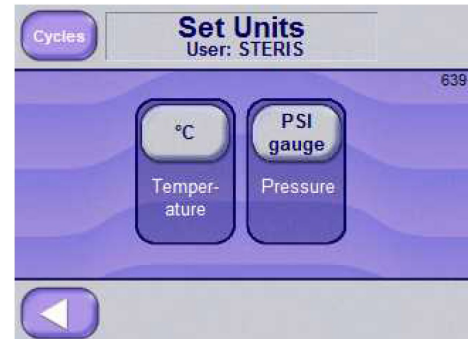 Cycles
Set Units
User: STERIS
639
°C
Temper-
ature
PSI
gauge
Pressure